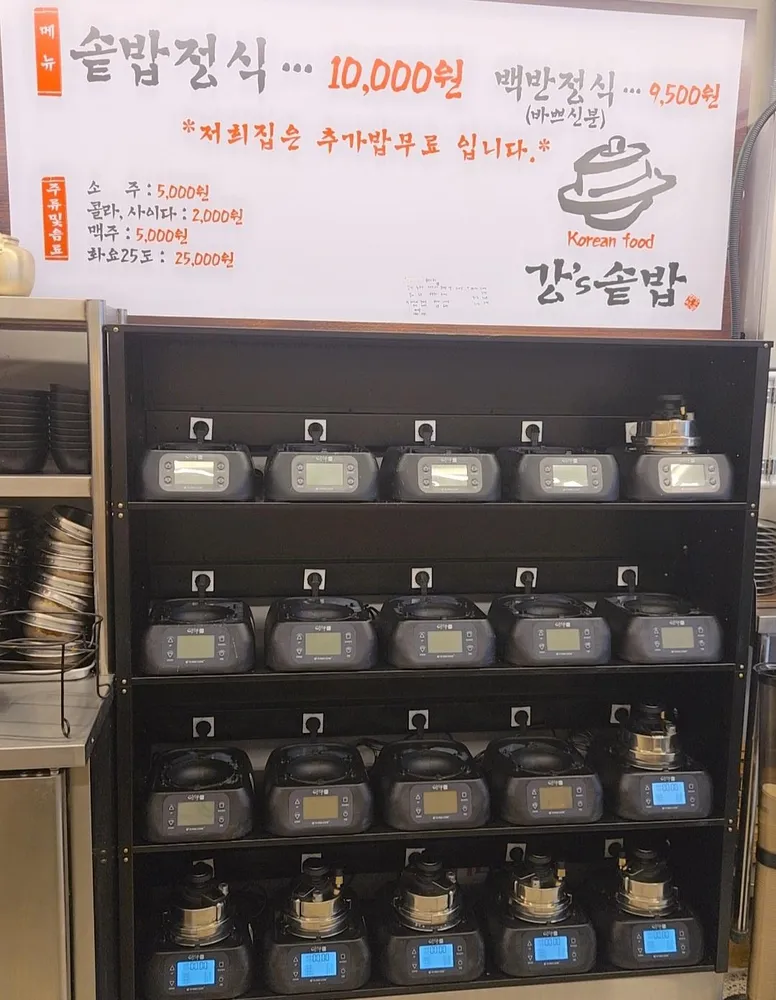 메뉴
솥밥정식 ... 10,000원
백반정식 ... 9,500원
(바쁘신분)
*저희집은 추가밥무료 입니다.*
주류및음료
소 주 : 5,000원
콜라, 사이다 : 2,000원
맥주 : 5,000원
화요25도 : 25,000원
Korean food
강's솥밥